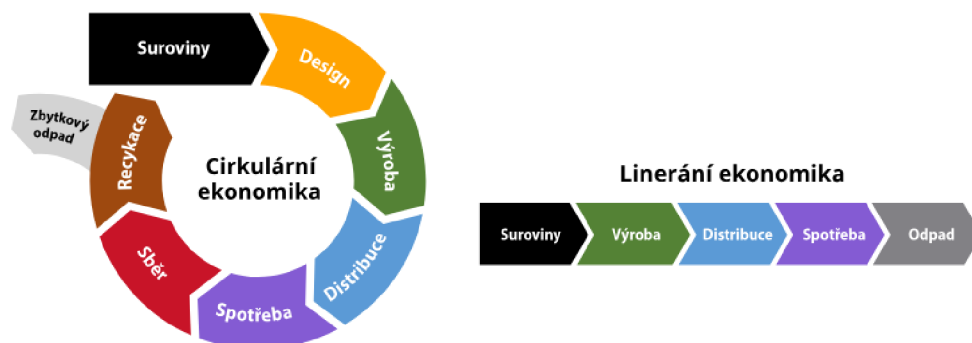 Suroviny
Design
Výroba
Distribuce
Spotřeba
Sběr
Recykace
Zbytkový
odpad
Cirkulární
ekonomika
Linerání ekonomika
Suroviny
Výroba
Distribuce
Spotřeba
Odpad